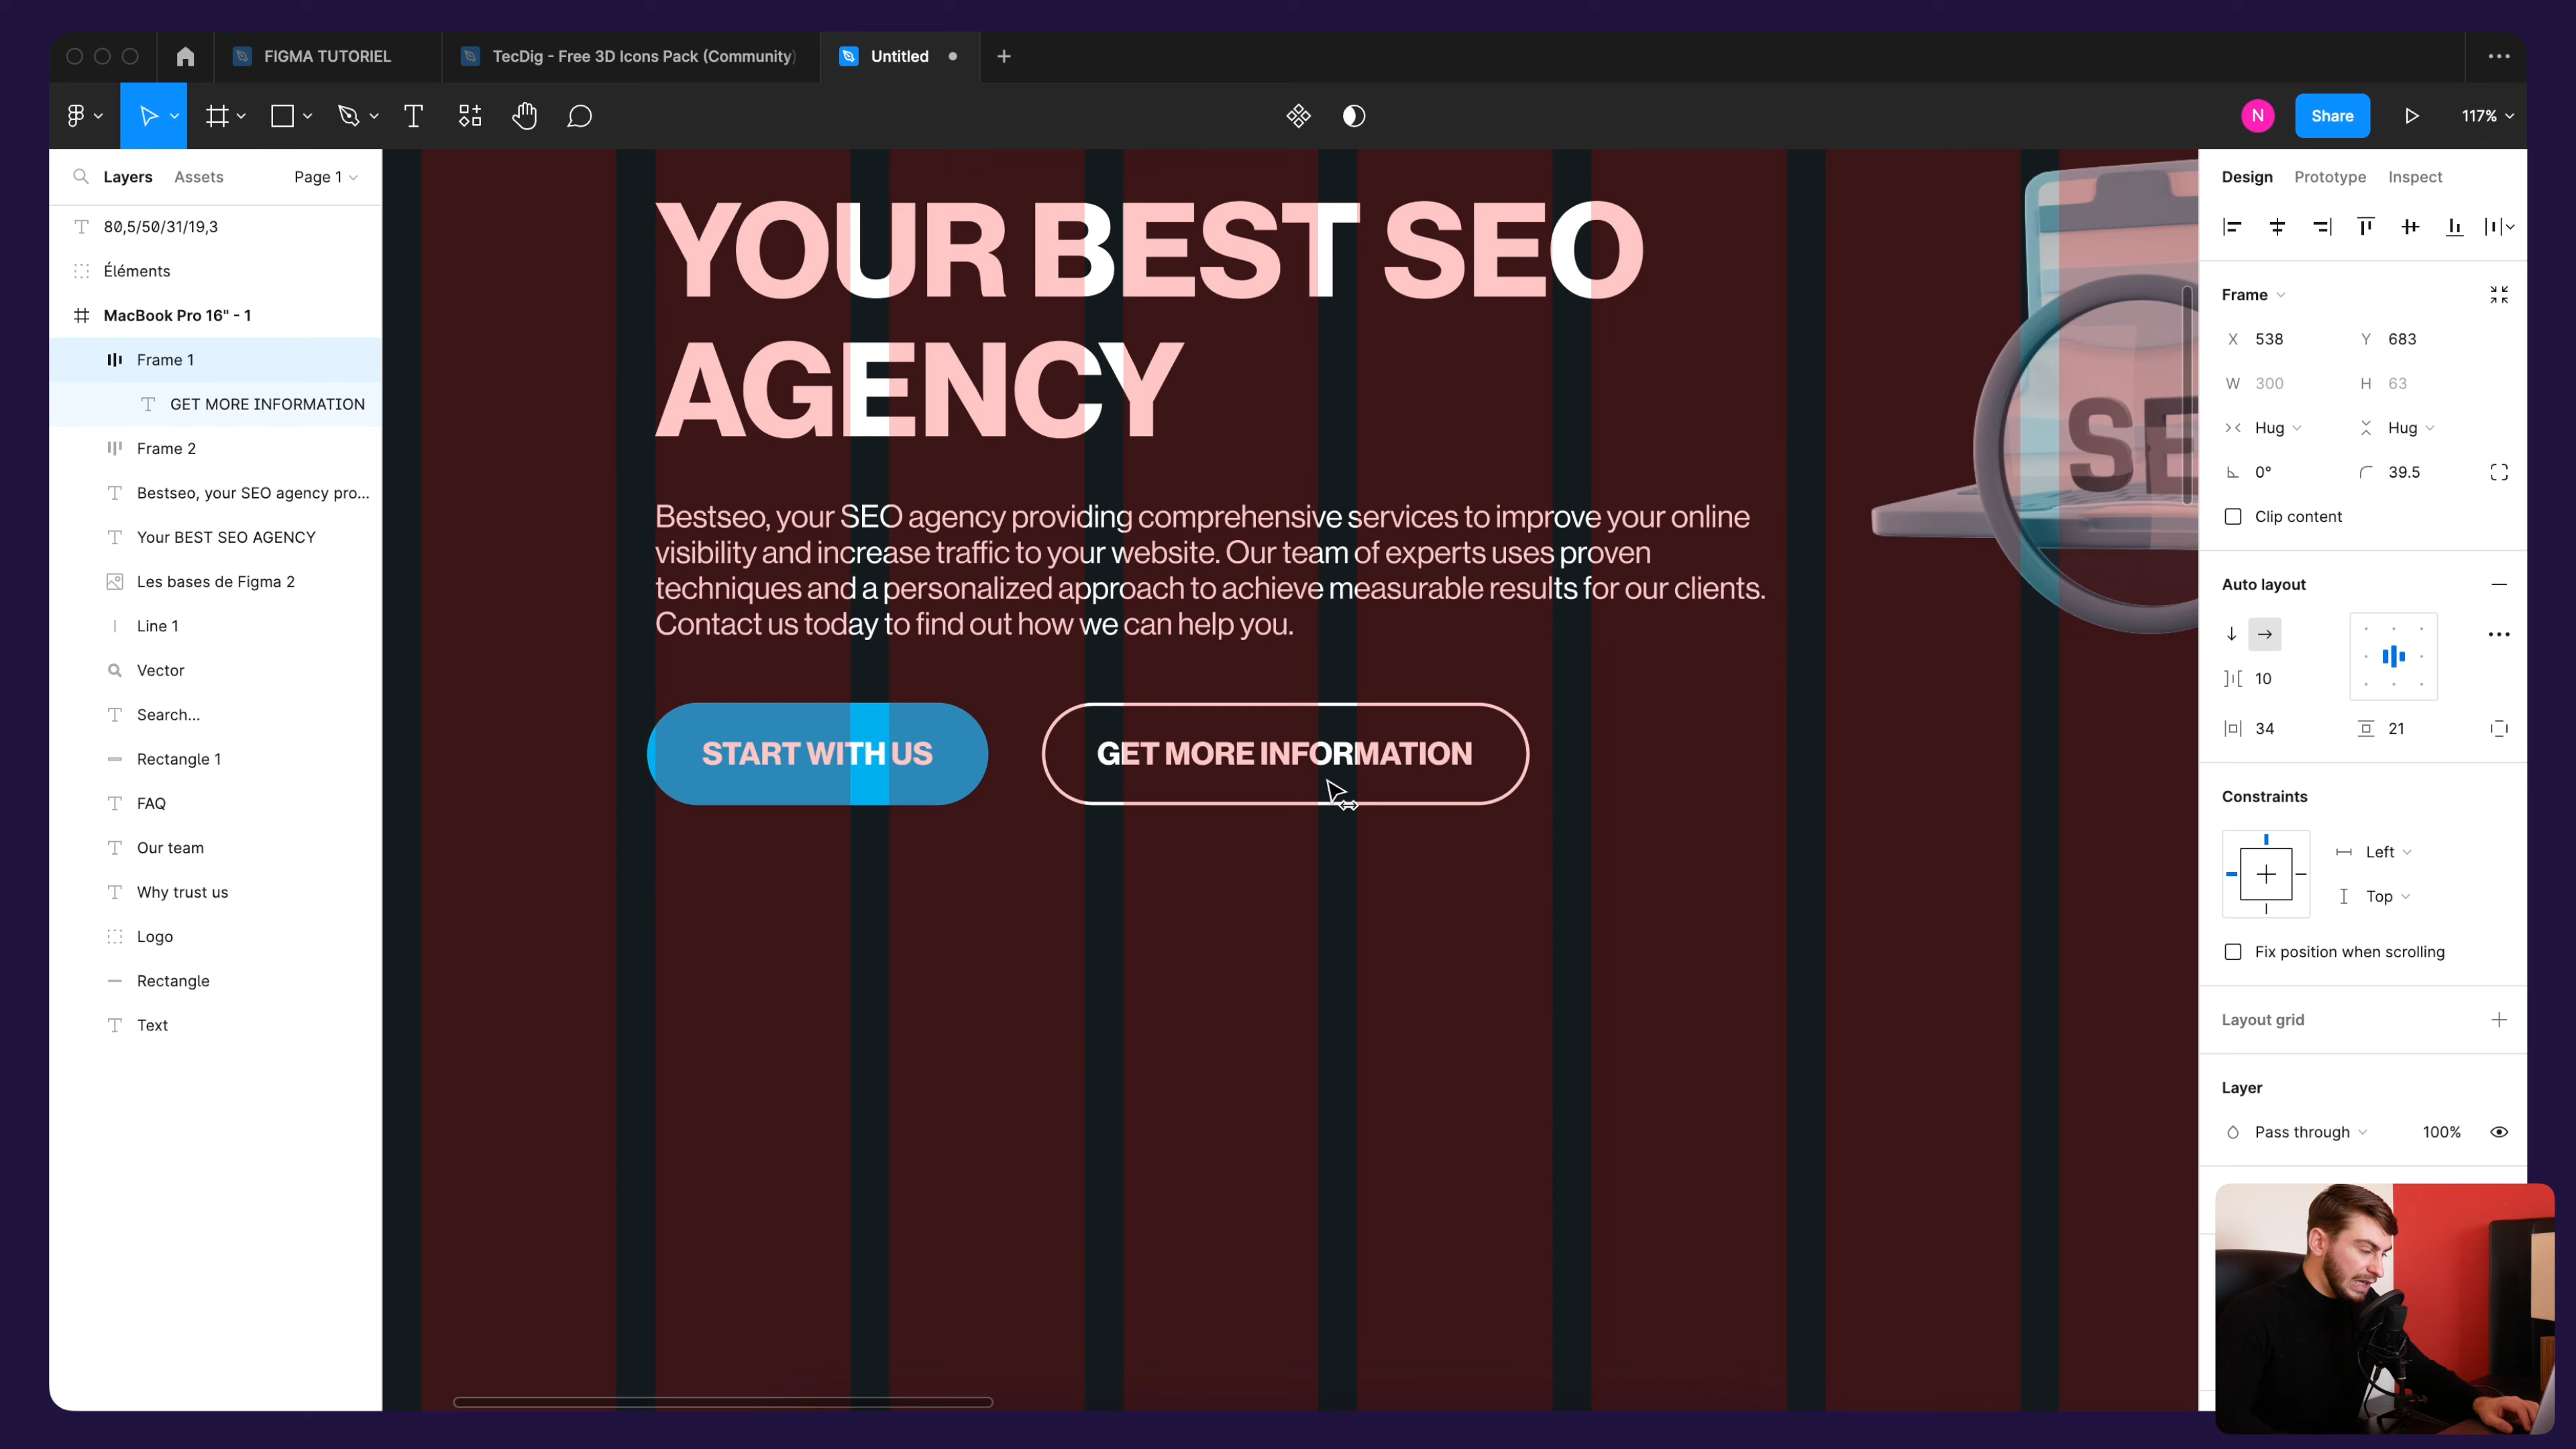 FIGMA TUTORIEL
TecDig - Free 3D Icons Pack (Community)
Untitled
N
Share
117%
Layers
Assets
Page 1
80,5/50/31/19,3
Éléments
MacBook Pro 16" - 1
Frame 1
GET MORE INFORMATION
Frame 2
Bestseo, your SEO agency pro...
Your BEST SEO AGENCY
Les bases de Figma 2
Line 1
Vector
Search...
Rectangle 1
FAQ
Our team
Why trust us
Logo
Rectangle
Text
YOUR BEST SEO
AGENCY
Bestseo, your SEO agency providing comprehensive services to improve your online
visibility and increase traffic to your website. Our team of experts uses proven
techniques and a personalized approach to achieve measurable results for our clients.
Contact us today to find out how we can help you.
START WITH US
GET MORE INFORMATION
SE
Design
Prototype
Inspect
Frame
X 538
Y 683
W 300
H 63
Hug
Hug
0°
39.5
Clip content
Auto layout
10
34
21
Constraints
Left
Top
Fix position when scrolling
Layout grid
Layer
Pass through
100%